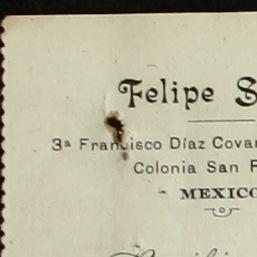 Felipe S
3ª Francisco Díaz Covar
Colonia San F
MEXICO